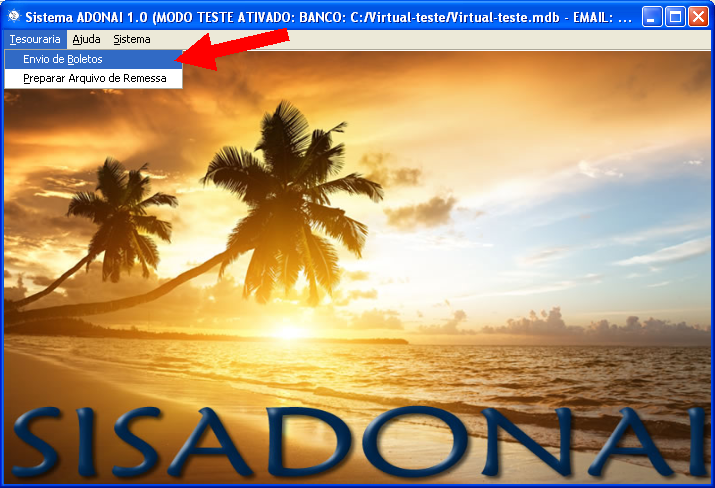 Sistema ADONAI 1.0 (MODO TESTE ATIVADO: BANCO: C:/Virtual-teste/Virtual-teste.mdb - EMAIL: ...
Tesouraria Ajuda Sistema
Envio de Boletos
Preparar Arquivo de Remessa
SISADONAI